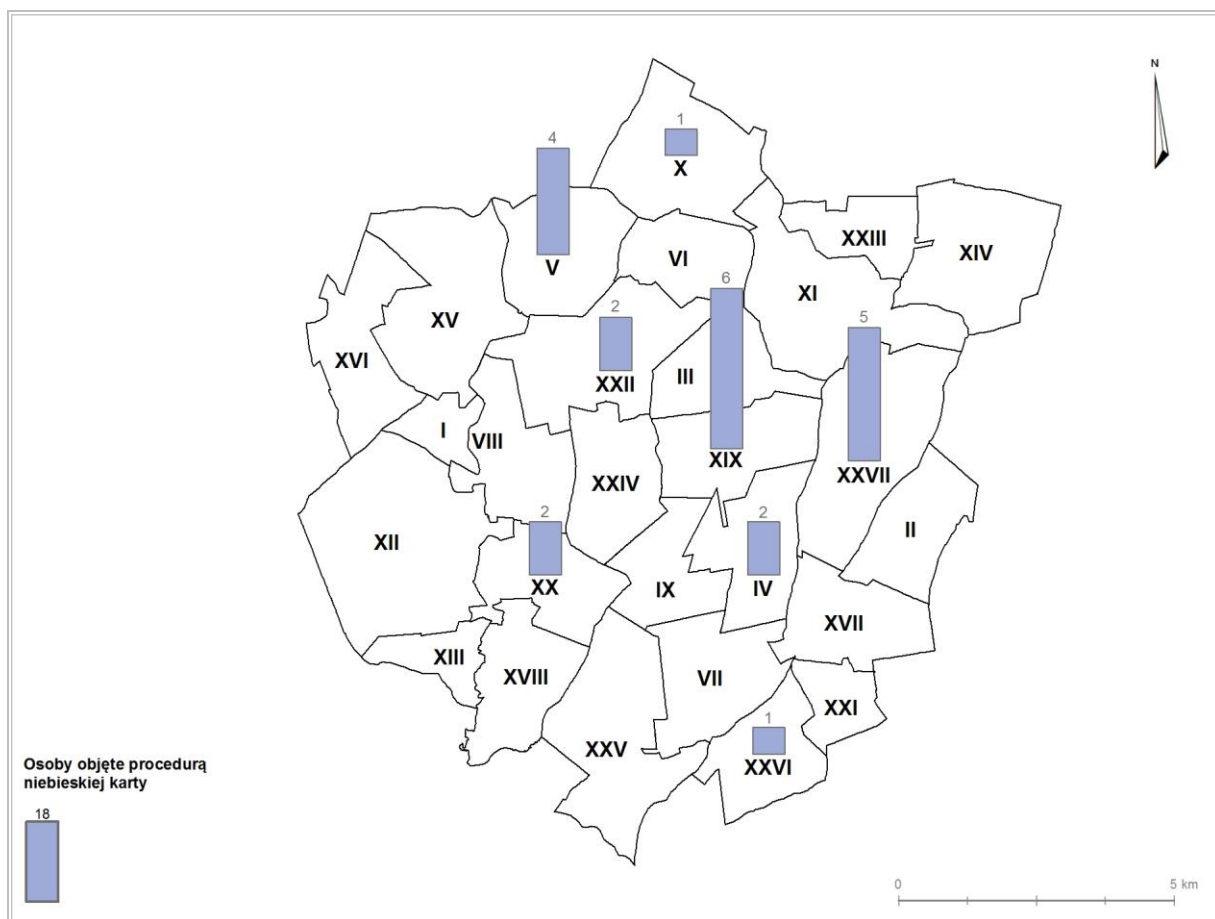 N
1
X
4
V
VI
XXIII
XIV
XI
XV
XVI
2
XXII
6
III
5
I
VIII
XIX
XXVII
XXIV
XII
II
2
XX
IX
2
IV
XVII
XIII
XVIII
VII
XXI
XXV
1
XXVI
Osoby objęte procedurą
niebieskiej karty
18
0
5 km